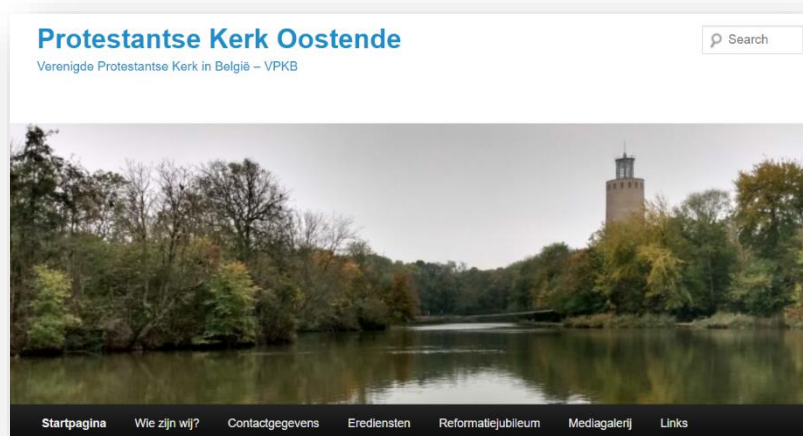 Protestantse Kerk Oostende
Search
Verenigde Protestantse Kerk in België – VPKB
Startpagina Wie zijn wij? Contactgegevens Erediensten Reformatiejubileum Mediagalerij Links